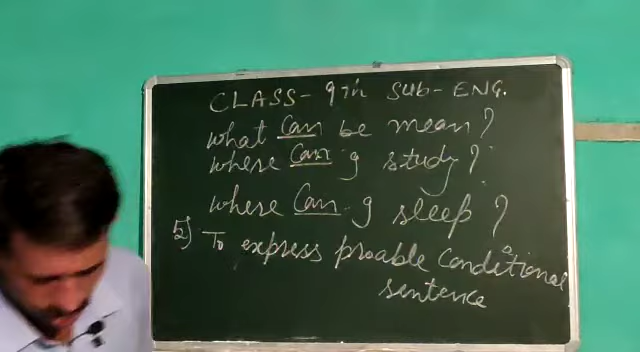 CLASS - 9th SUB - ENG.
what can be mean?
where can I study?
where can I sleep?
5) To express proable conditional
sentence